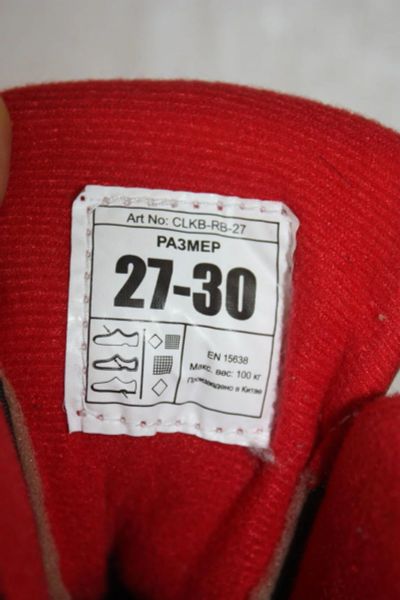 Art No: CLKB-RB-27
РАЗМЕР
27-30
EN 15638
Макс. вес: 100 кг
Произведено в Китае